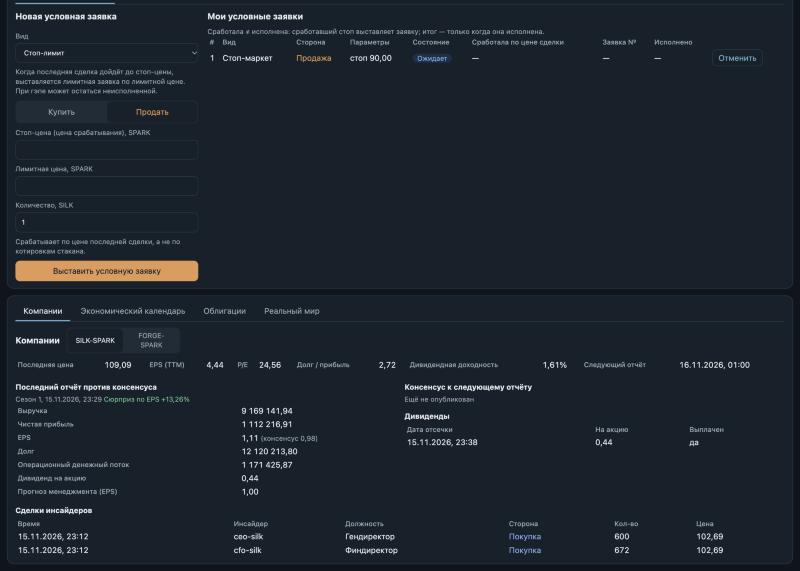 Новая условная заявка
Вид
Стоп-лимит
Когда последняя сделка дойдёт до стоп-цены,
выставляется лимитная заявка по лимитной цене.
При гэпе может остаться неисполненной.
Купить Продать
Стоп-цена (цена срабатывания), SPARK
Лимитная цена, SPARK
Количество, SILK
1
Срабатывает по цене последней сделки, а не по
котировкам стакана.
Выставить условную заявку
Мои условные заявки
Сработала ≠ исполнена: сработавший стоп выставляет заявку; итог — только когда она исполнена.
# Вид Сторона Параметры Состояние Сработала по цене сделки Заявка № Исполнено
1 Стоп-маркет Продажа стоп 90,00 Ожидает — — — Отменить
Компании Экономический календарь Облигации Реальный мир
Компании SILK-SPARK FORGE-
SPARK
Последняя цена 109,09 EPS (TTM) 4,44 P/E 24,56 Долг / прибыль 2,72 Дивидендная доходность 1,61% Следующий отчёт 16.11.2026, 01:00
Последний отчёт против консенсуса
Сезон 1, 15.11.2026, 23:29 Сюрприз по EPS +13,26%
Выручка 9 169 141,94
Чистая прибыль 1 112 216,91
EPS 1,11 (консенсус 0,98)
Долг 12 120 213,80
Операционный денежный поток 1 171 425,87
Дивиденд на акцию 0,44
Прогноз менеджмента (EPS) 1,00
Консенсус к следующему отчёту
Ещё не опубликован
Дивиденды
Дата отсечки На акцию Выплачен
15.11.2026, 23:38 0,44 да
Сделки инсайдеров
Время Инсайдер Должность Сторона Кол-во Цена
15.11.2026, 23:12 ceo-silk Гендиректор Покупка 600 102,69
15.11.2026, 23:12 cfo-silk Финдиректор Покупка 672 102,69